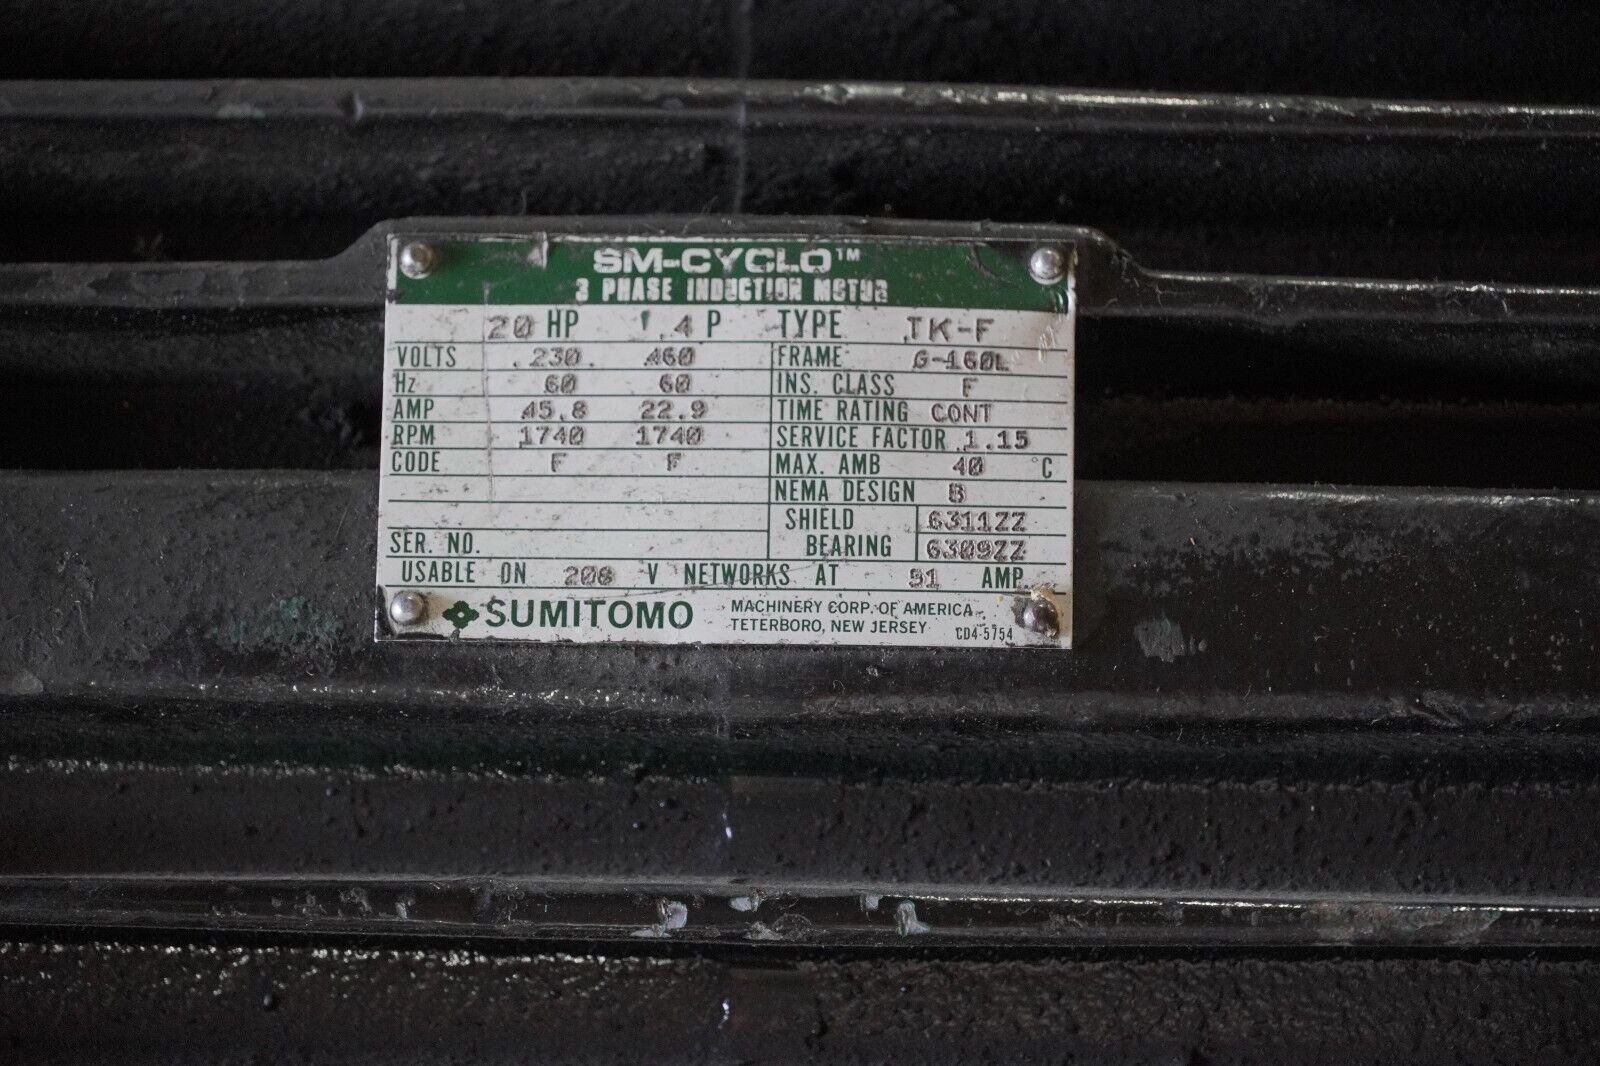 SM-CYCLO™
3 PHASE INDUCTION MOTOR
20 HP 4 P TYPE TK-F
VOLTS 230 460 FRAME G-160L
Hz 60 60 INS. CLASS F
AMP 45.8 22.9 TIME RATING CONT
RPM 1740 1740 SERVICE FACTOR 1.15
CODE F F MAX. AMB 40 °C
NEMA DESIGN B
SHIELD 6311ZZ
SER. NO. BEARING 6309ZZ
USABLE ON 208 V NETWORKS AT 51 AMP.
SUMITOMO MACHINERY CORP. OF AMERICA
TETERBORO, NEW JERSEY CD4-5754